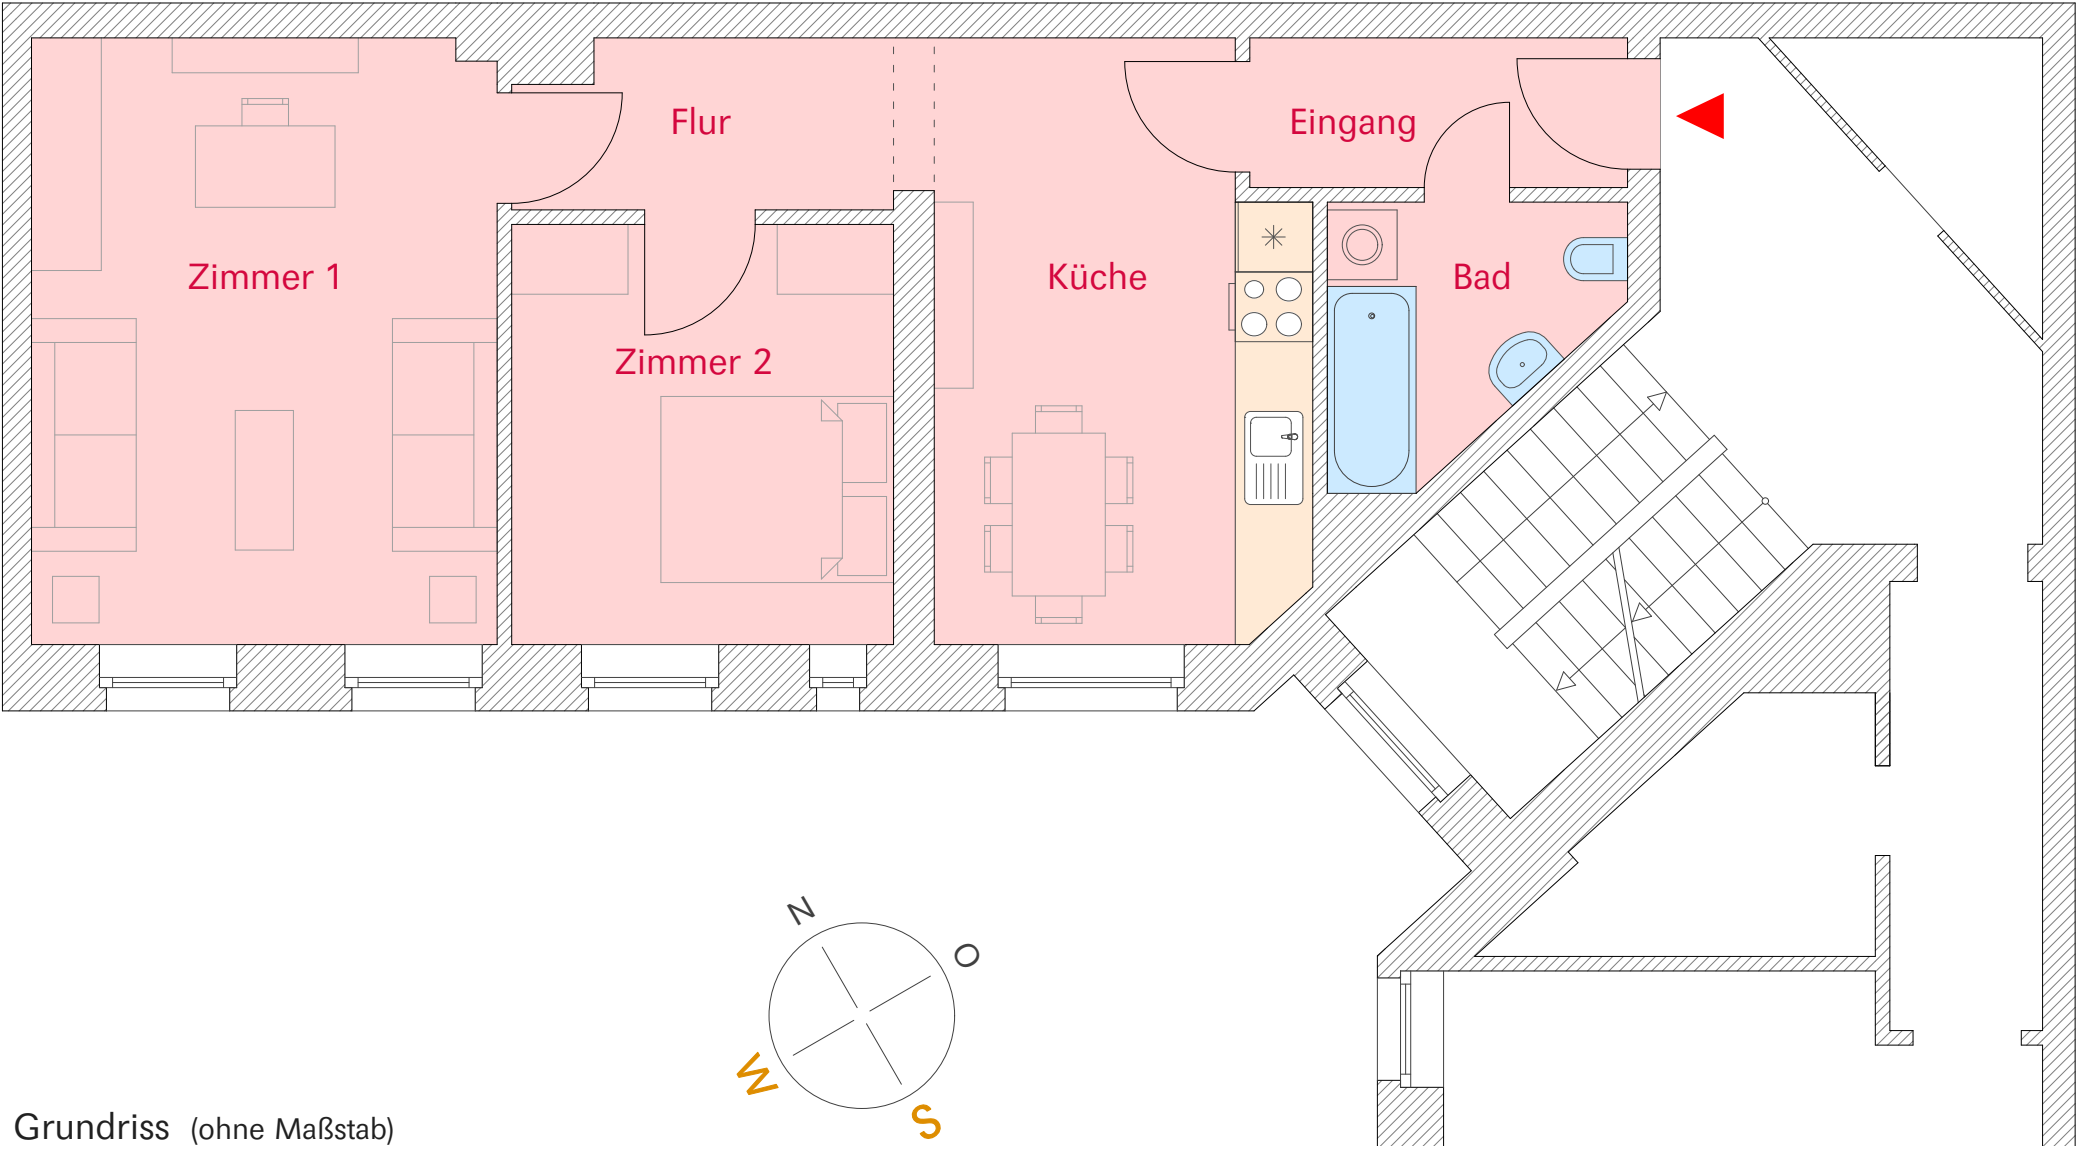 Flur
Eingang
Zimmer 1
Küche
Bad
Zimmer 2
N
O
W
S
Grundriss (ohne Maßstab)